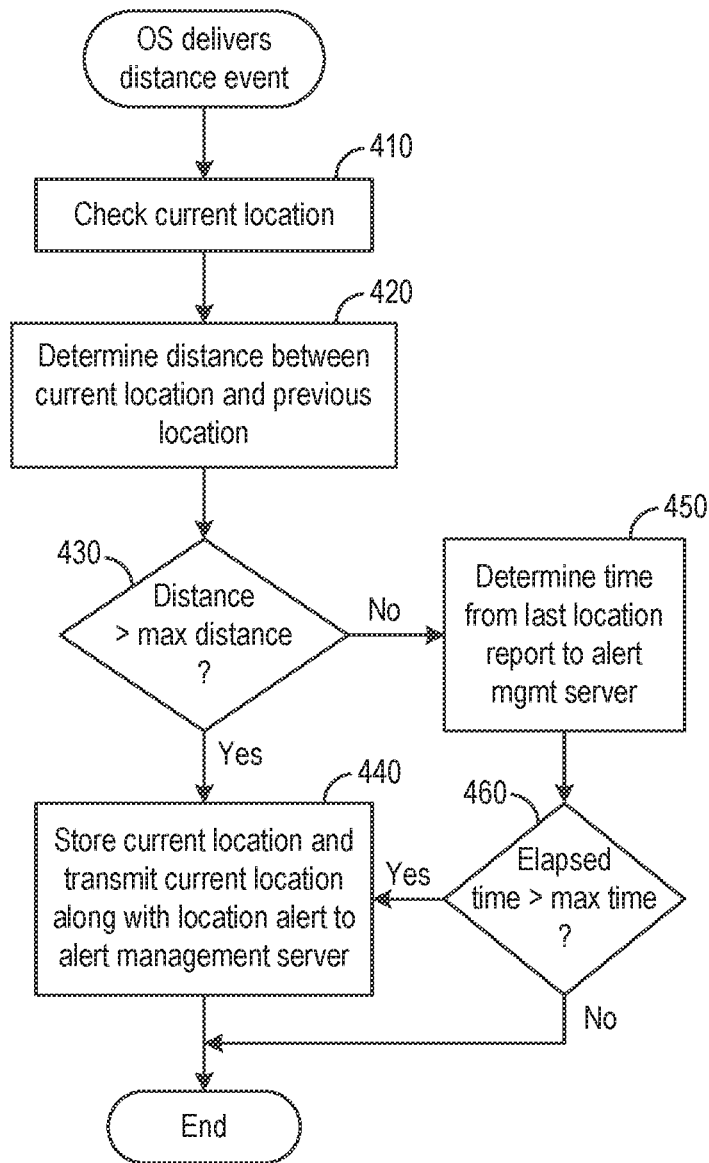 OS delivers
distance event
410
Check current location
420
Determine distance between
current location and previous
location
430
Distance
> max distance
?
No
Yes
450
Determine time
from last location
report to alert
mgmt server
440
Store current location and
transmit current location
along with location alert to
alert management server
460
Elapsed
time > max time
?
Yes
No
End